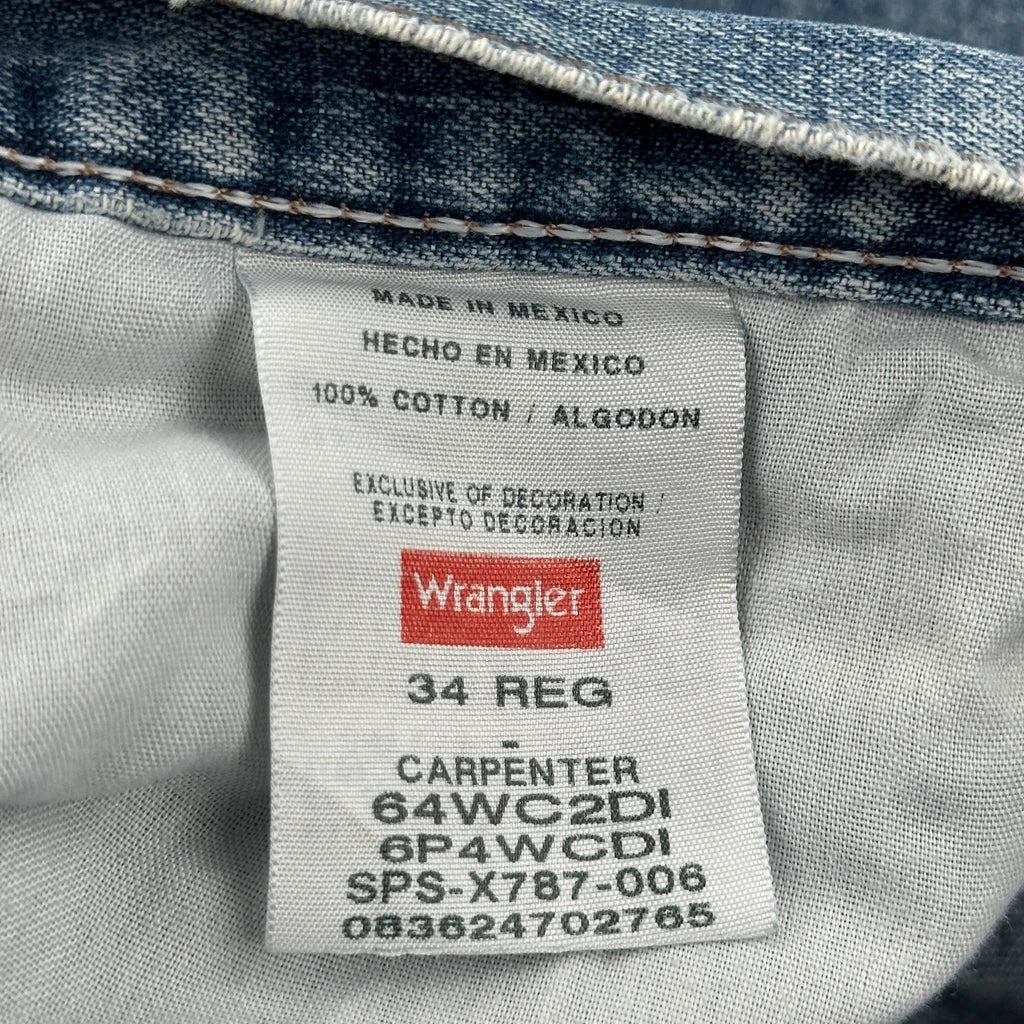 MADE IN MEXICO
HECHO EN MEXICO
100% COTTON / ALGODON
EXCLUSIVE OF DECORATION /
EXCEPTO DECORACION
Wrangler
34 REG
-
CARPENTER
64WC2DI
6P4WCDI
SPS-X787-006
083624702765